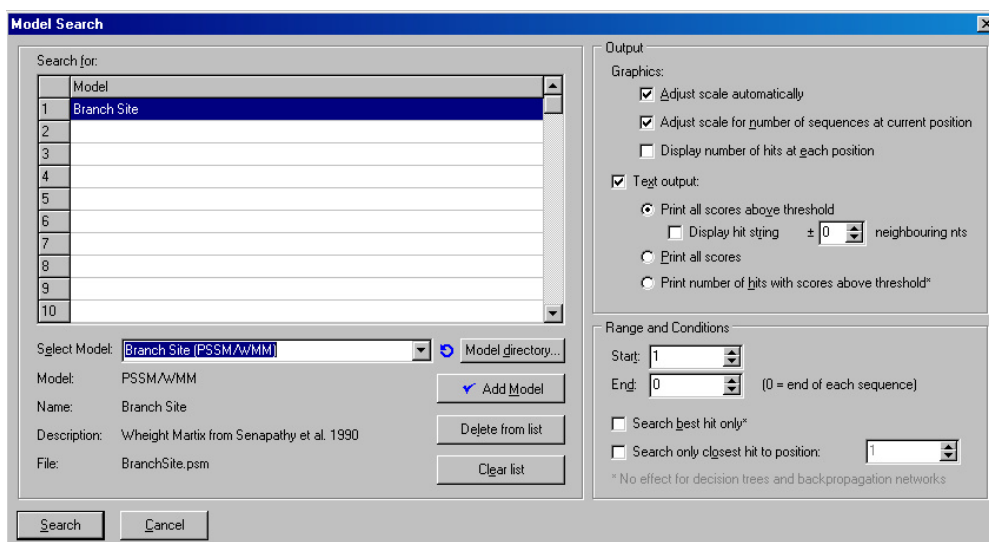 Model Search
Search for:
Model
1 Branch Site
2
3
4
5
6
7
8
9
10
Select Model: Branch Site (PSSM/WMM) Model directory...
Model: PSSM/WMM
Add Model
Name: Branch Site
Description: Wheight Martix from Senapathy et al. 1990
Delete from list
File: BranchSite.psm
Clear list
Search Cancel
Output
Graphics:
Adjust scale automatically
Adjust scale for number of sequences at current position
Display number of hits at each position
Text output:
Print all scores above threshold
Display hit string ± 0 neighbouring nts
Print all scores
Print number of hits with scores above threshold*
Range and Conditions
Start: 1
End: 0 (0 = end of each sequence)
Search best hit only*
Search only closest hit to position: 1
* No effect for decision trees and backpropagation networks